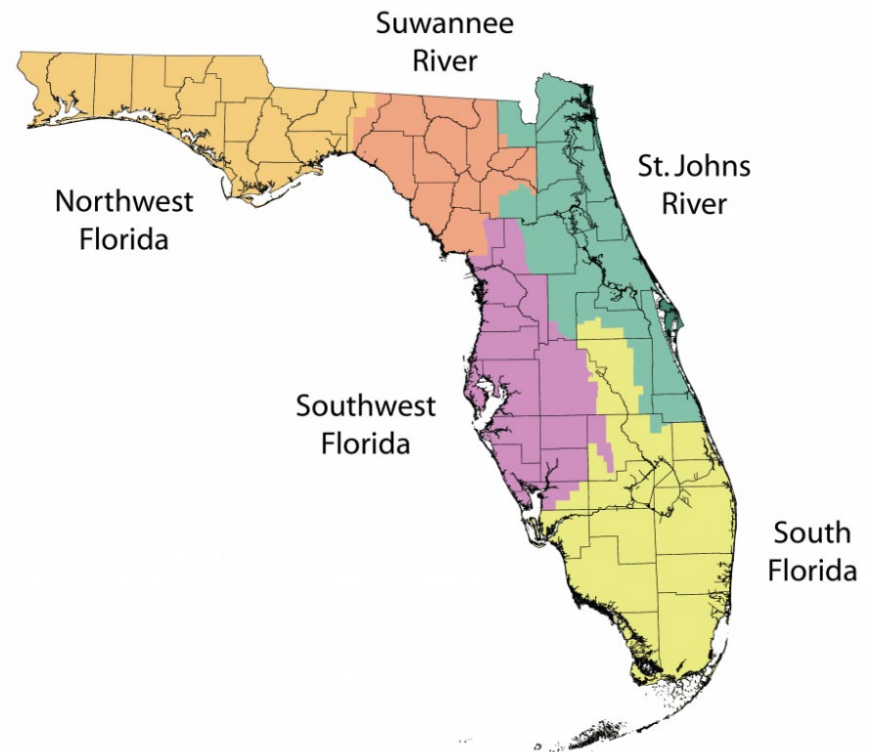 Suwannee
River
St. Johns
River
Northwest
Florida
Southwest
Florida
South
Florida